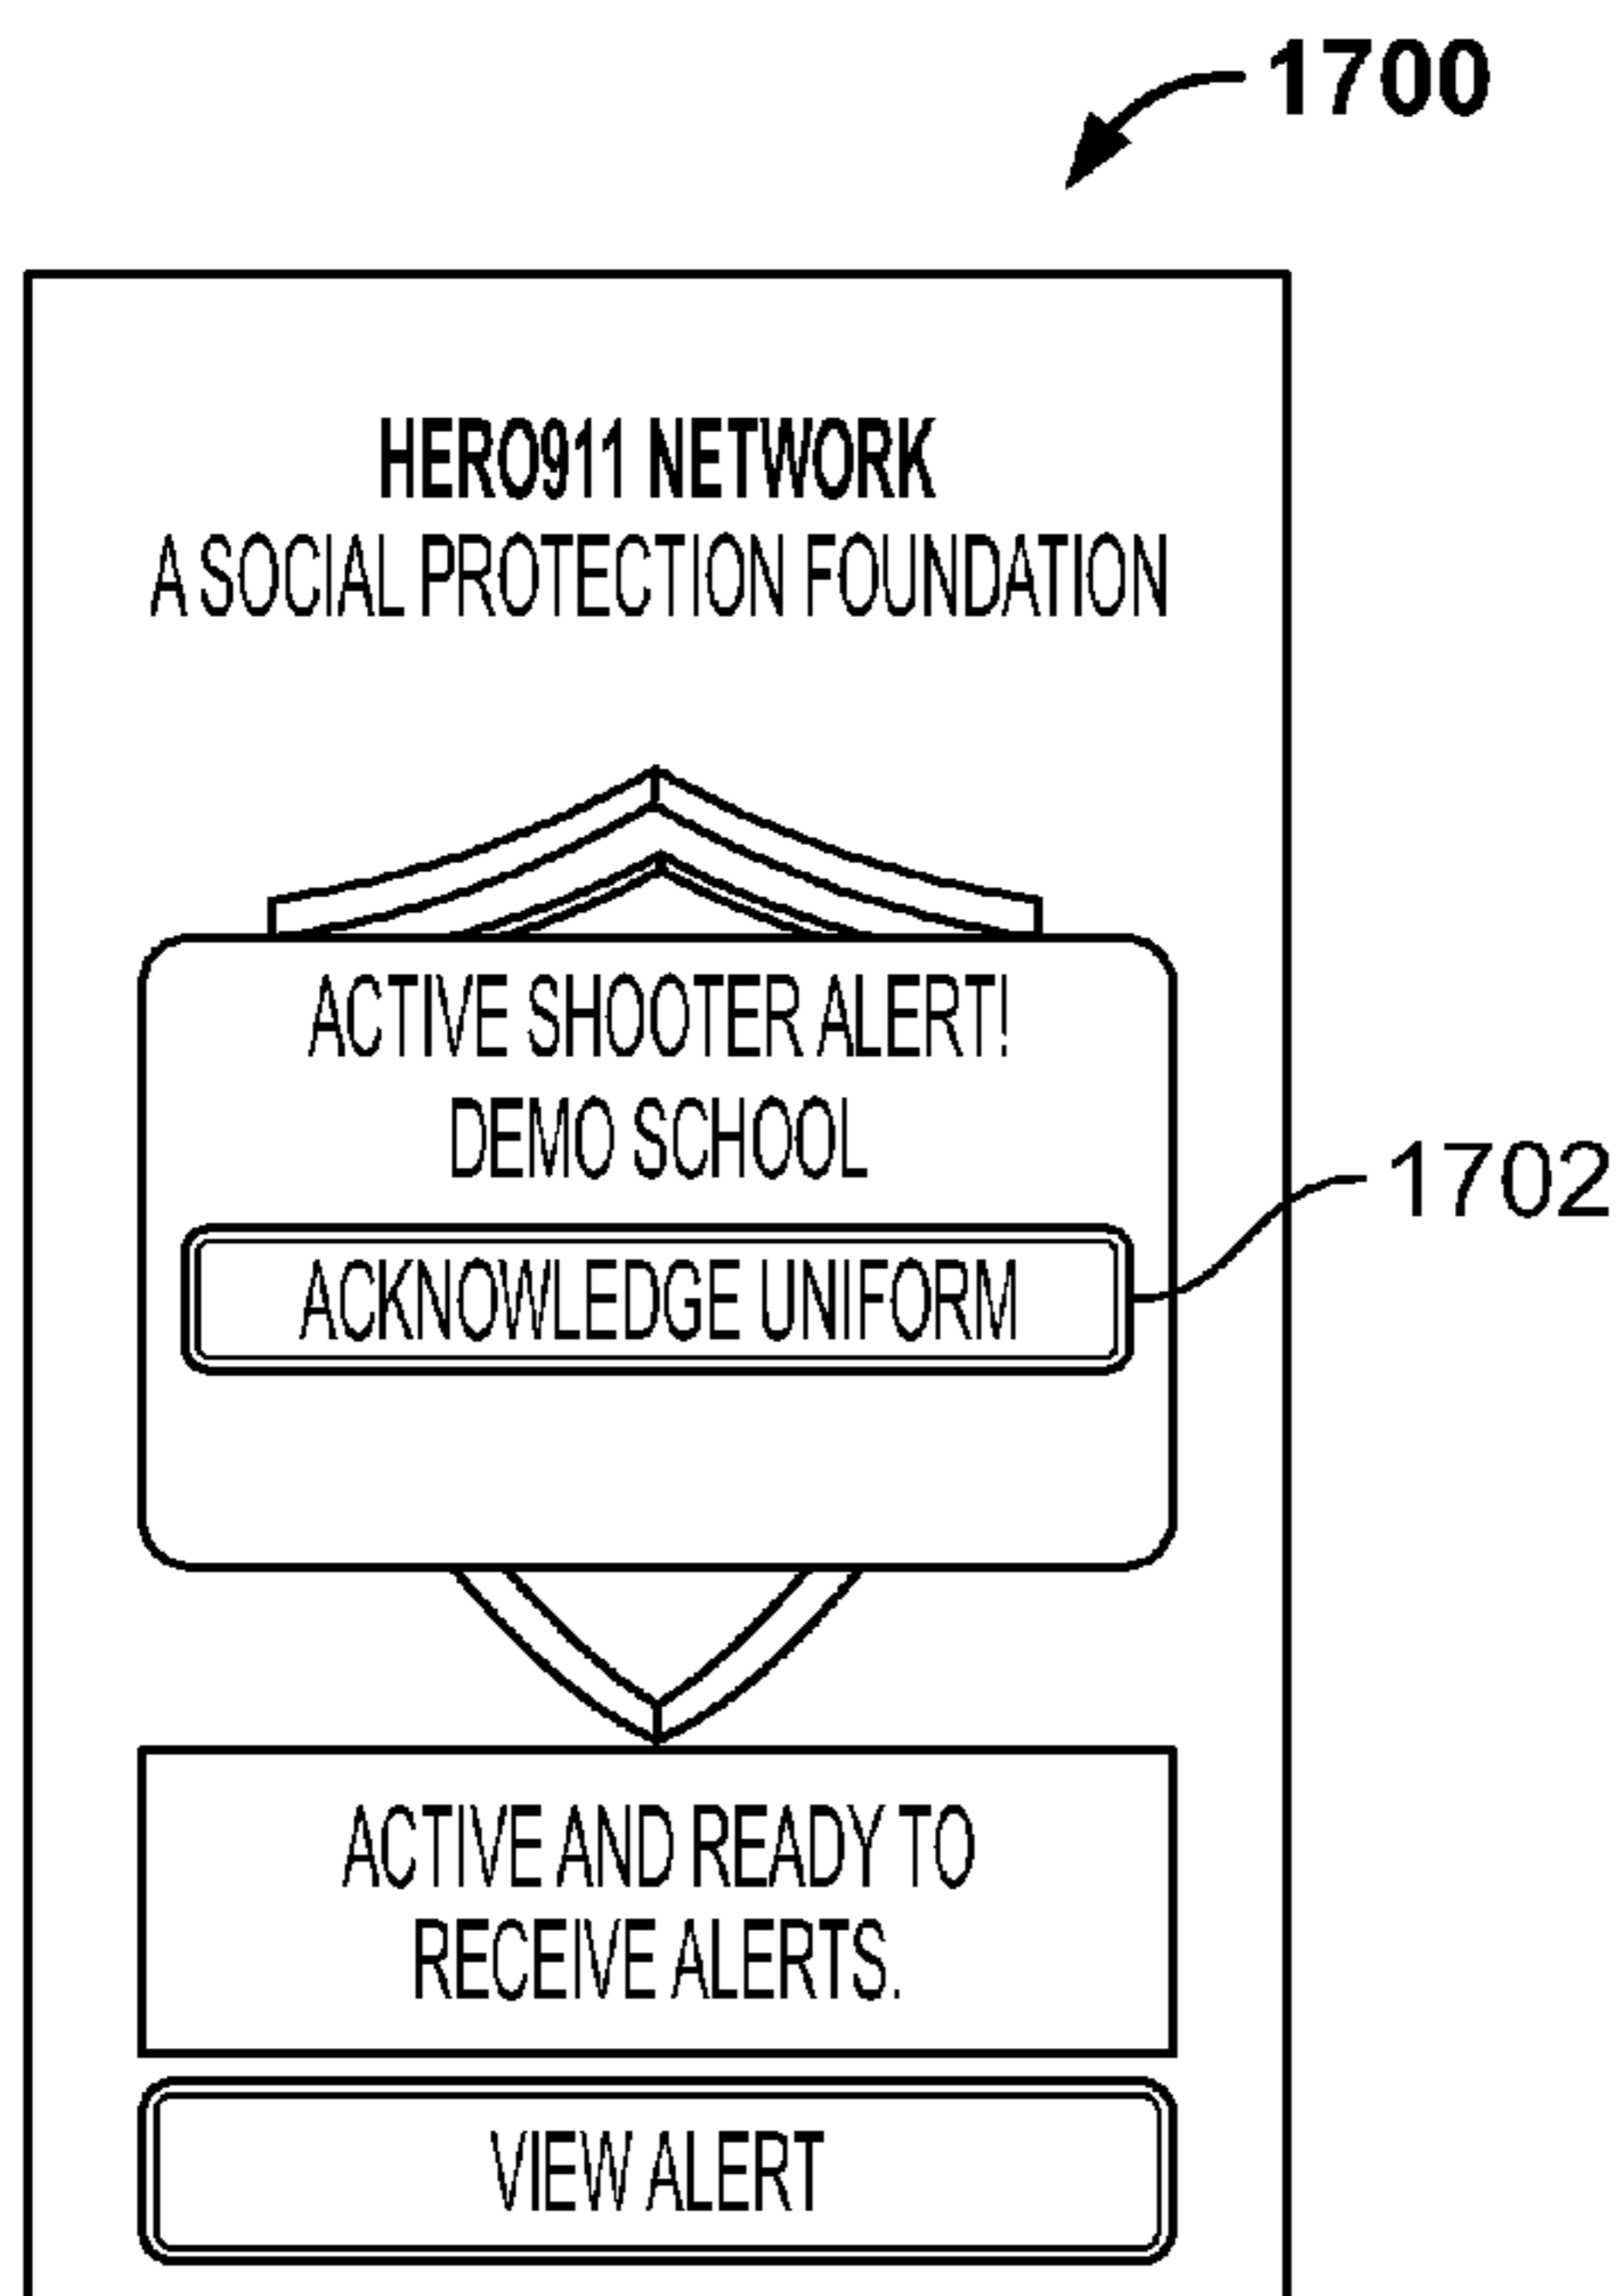 1700
HERO911 NETWORK
A SOCIAL PROTECTION FOUNDATION
ACTIVE SHOOTER ALERT!
DEMO SCHOOL
ACKNOWLEDGE UNIFORM
1702
ACTIVE AND READY TO
RECEIVE ALERTS.
VIEW ALERT